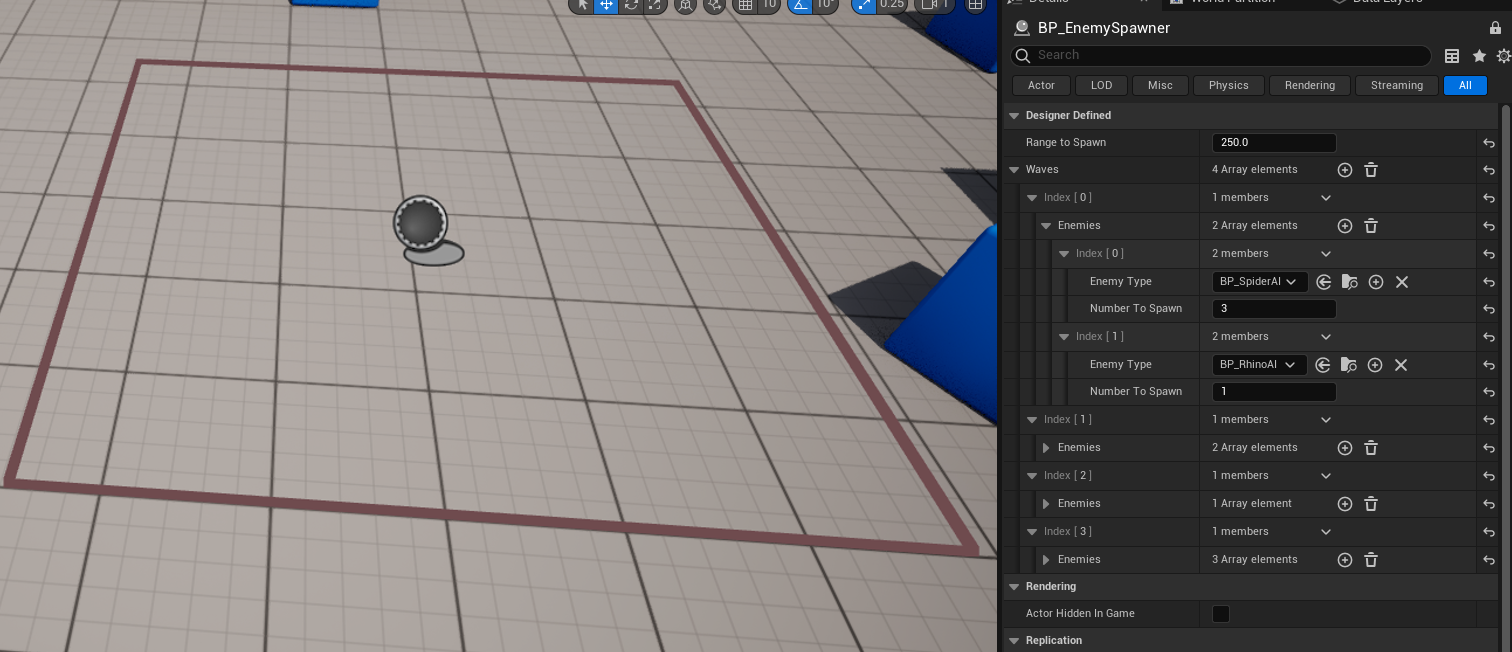 10 10° 0.25 1
Details World Partition Data Layers
BP_EnemySpawner
Search
Actor LOD Misc Physics Rendering Streaming All
Designer Defined
Range to Spawn 250.0
Waves 4 Array elements
Index [ 0 ] 1 members
Enemies 2 Array elements
Index [ 0 ] 2 members
Enemy Type BP_SpiderAI
Number To Spawn 3
Index [ 1 ] 2 members
Enemy Type BP_RhinoAI
Number To Spawn 1
Index [ 1 ] 1 members
Enemies 2 Array elements
Index [ 2 ] 1 members
Enemies 1 Array element
Index [ 3 ] 1 members
Enemies 3 Array elements
Rendering
Actor Hidden In Game
Replication